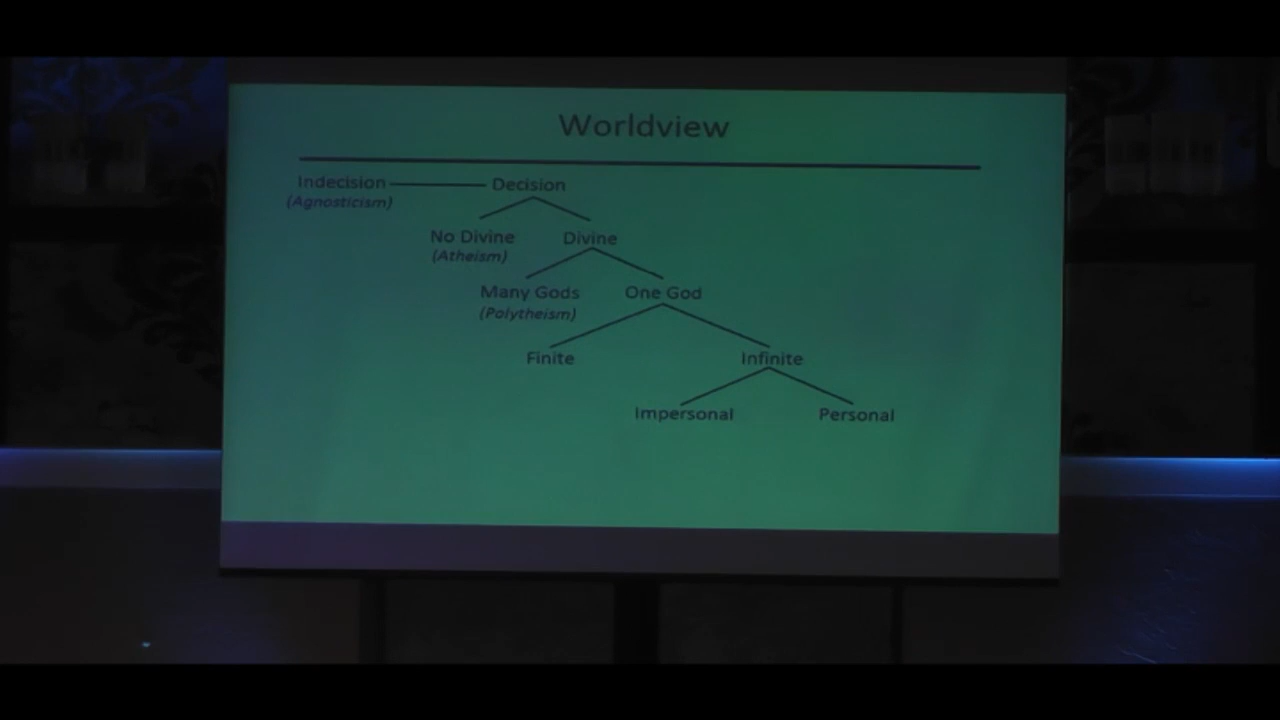 Worldview
Indecision Decision
(Agnosticism)
No Divine Divine
(Atheism)
Many Gods One God
(Polytheism)
Finite Infinite
Impersonal Personal